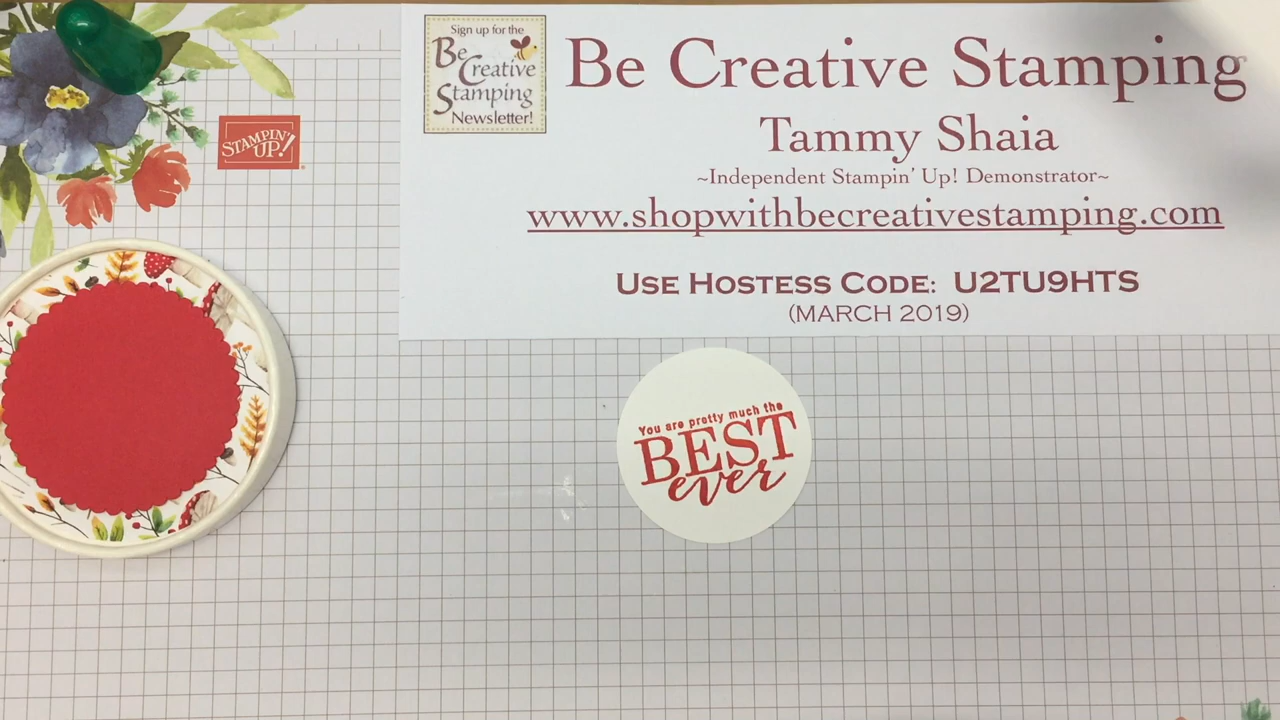 Sign up for the
Be
Creative
Stamping
Newsletter!
Be Creative Stamping
Tammy Shaia
~Independent Stampin' Up! Demonstrator~
www.shopwithbecreativestamping.com
USE HOSTESS CODE: U2TU9HTS
(MARCH 2019)
STAMPIN'
UP!
You are pretty much the
BEST
ever